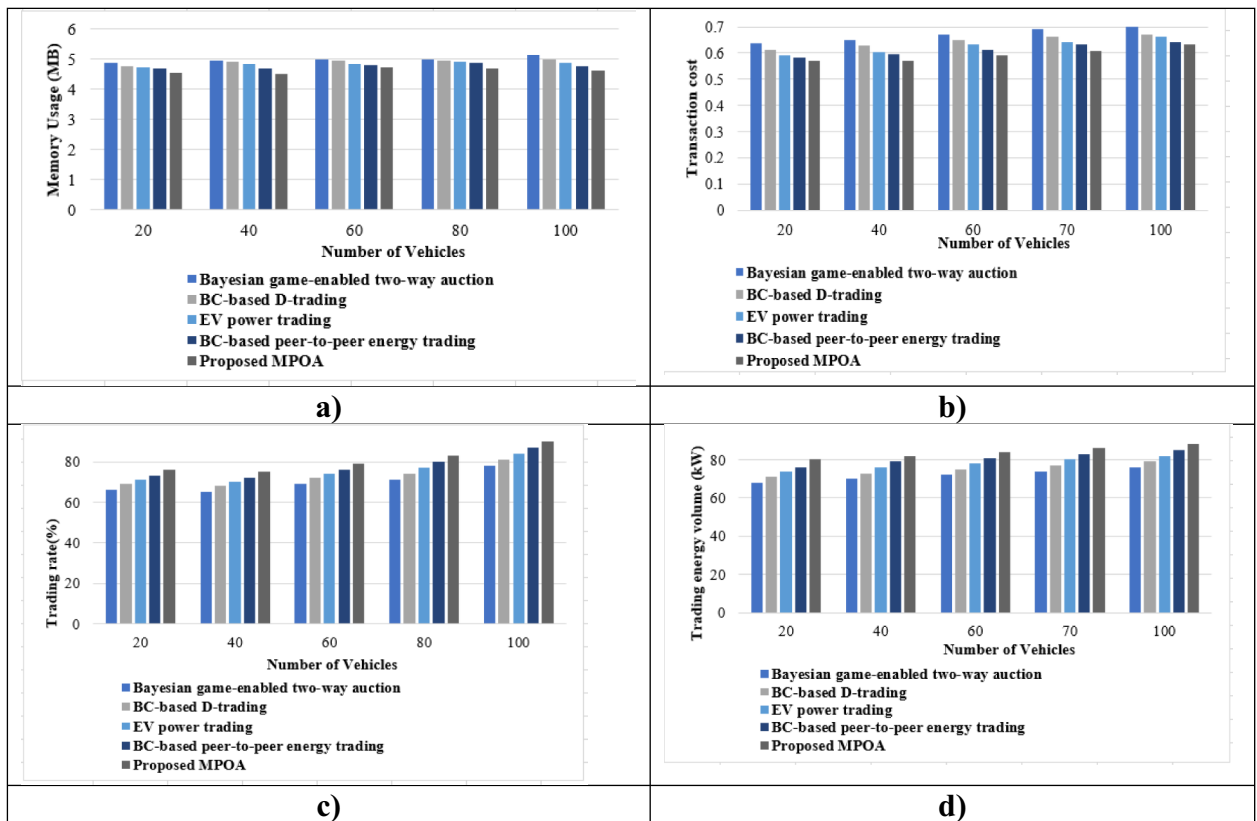 Memory Usage (MB)
6
5
4
3
2
1
0
20 40 60 80 100
Number of Vehicles
Bayesian game-enabled two-way auction
BC-based D-trading
EV power trading
BC-based peer-to-peer energy trading
Proposed MPOA
a)
Transaction cost
0.7
0.6
0.5
0.4
0.3
0.2
0.1
0
20 40 60 70 100
Number of Vehicles
Bayesian game-enabled two-way auction
BC-based D-trading
EV power trading
BC-based peer-to-peer energy trading
Proposed MPOA
b)
Trading rate(%)
80
60
40
20
0
20 40 60 80 100
Number of Vehicles
Bayesian game-enabled two-way auction
BC-based D-trading
EV power trading
BC-based peer-to-peer energy trading
Proposed MPOA
c)
Trading energy volume (kW)
80
60
40
20
0
20 40 60 70 100
Number of Vehicles
Bayesian game-enabled two-way auction
BC-based D-trading
EV power trading
BC-based peer-to-peer energy trading
Proposed MPOA
d)